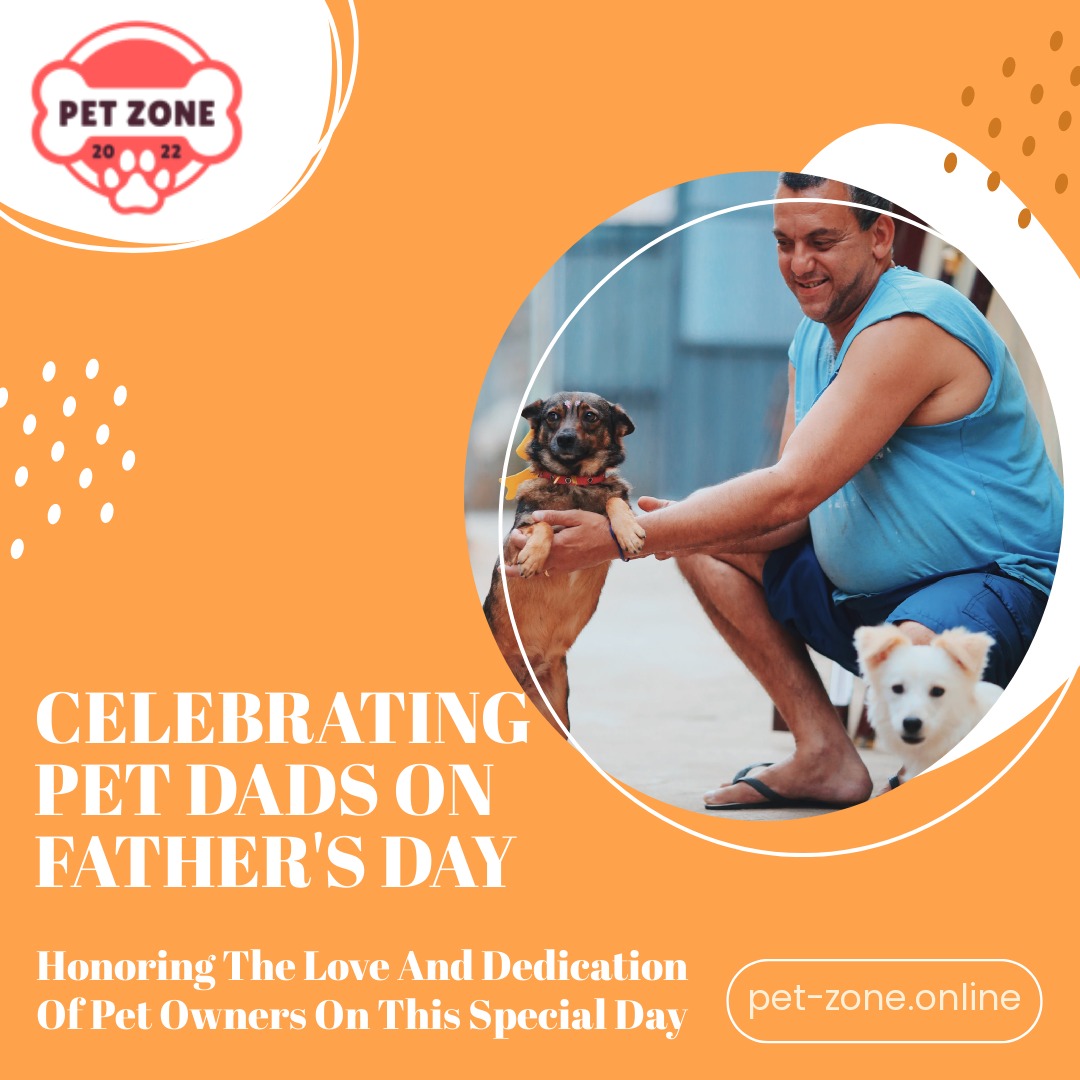 PET ZONE
20 22
CELEBRATING
PET DADS ON
FATHER'S DAY
Honoring The Love And Dedication
Of Pet Owners On This Special Day
pet-zone.online